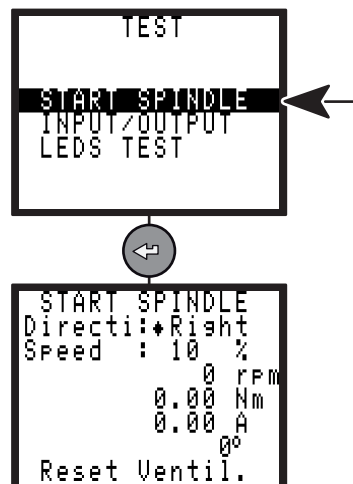 TEST
START SPINDLE
INPUT/OUTPUT
LEDS TEST
START SPINDLE
Directi:♦Right
Speed : 10 %
0 rpm
0.00 Nm
0.00 A
0°
Reset Ventil.